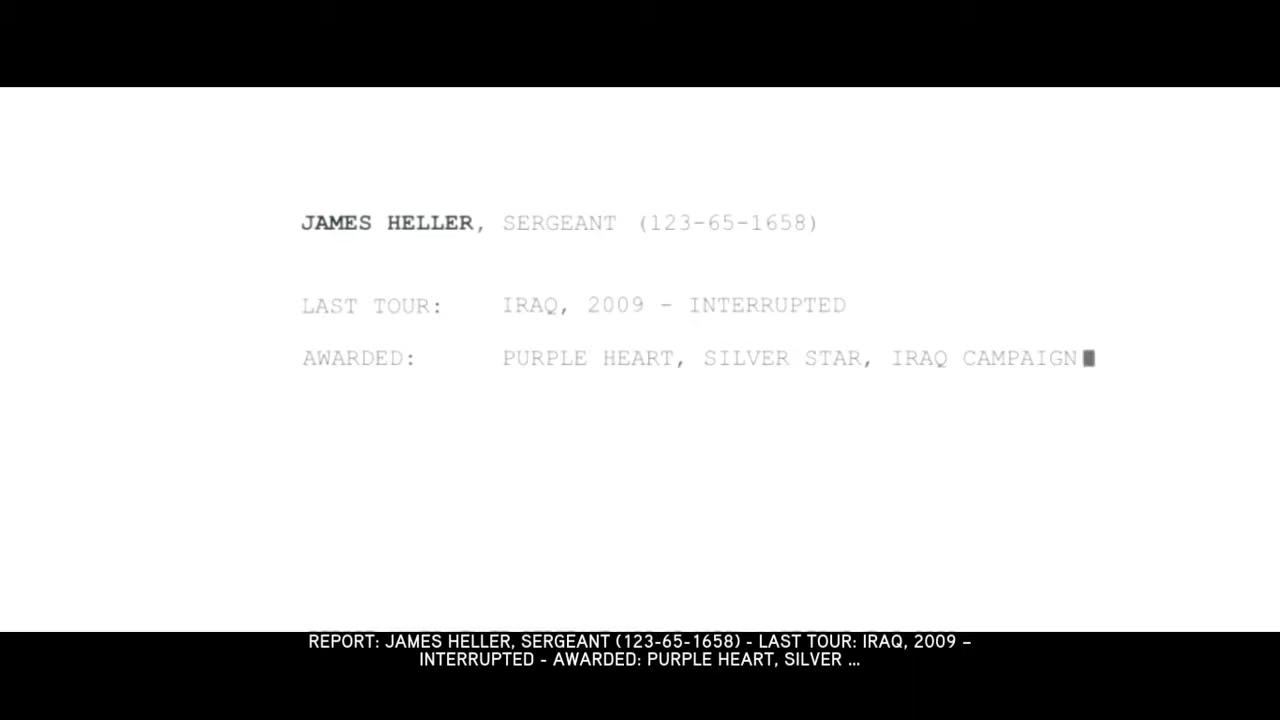 JAMES HELLER, SERGEANT (123-65-1658)
LAST TOUR: IRAQ, 2009 - INTERRUPTED
AWARDED: PURPLE HEART, SILVER STAR, IRAQ CAMPAIGN
REPORT: JAMES HELLER, SERGEANT (123-65-1658) - LAST TOUR: IRAQ, 2009 –
INTERRUPTED - AWARDED: PURPLE HEART, SILVER ...